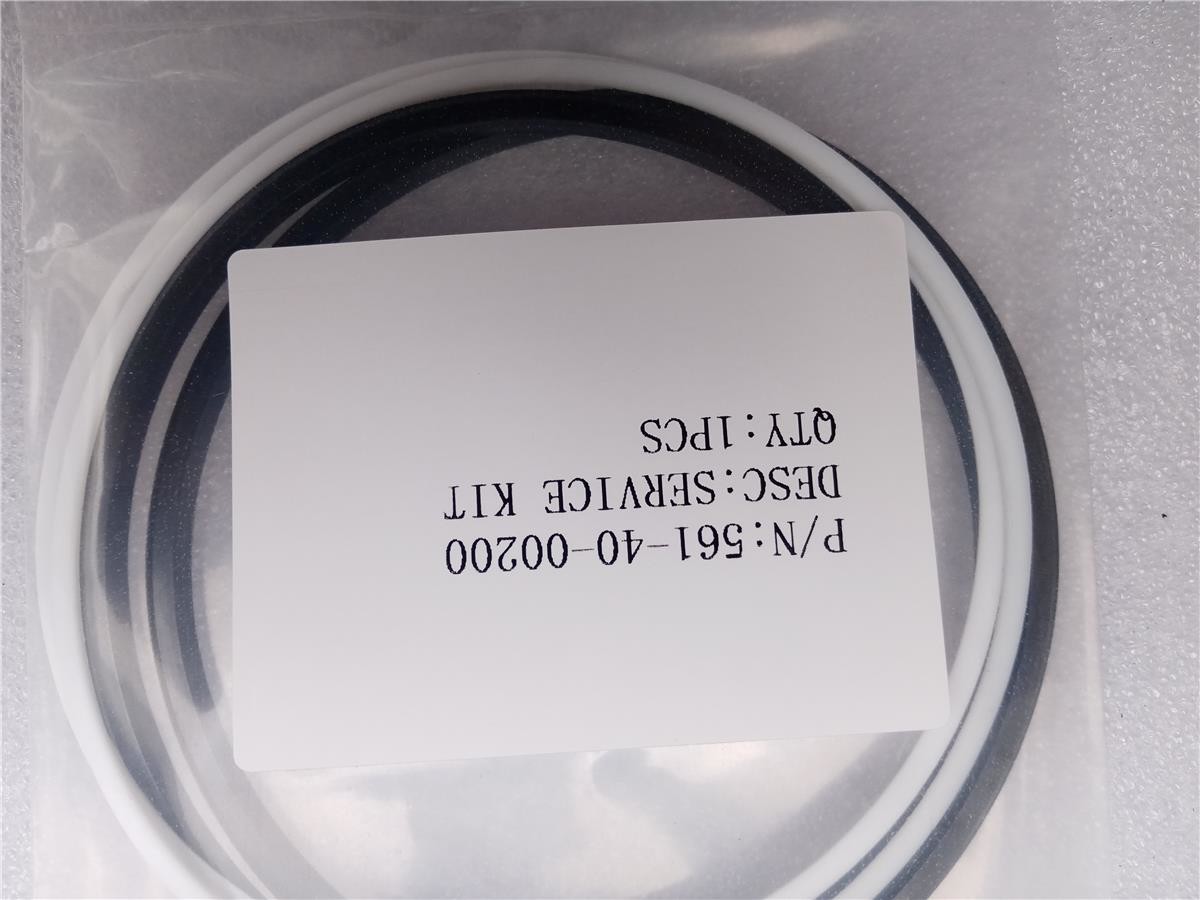 P/N:561-40-00200
DESC:SERVICE KIT
QTY:1PCS